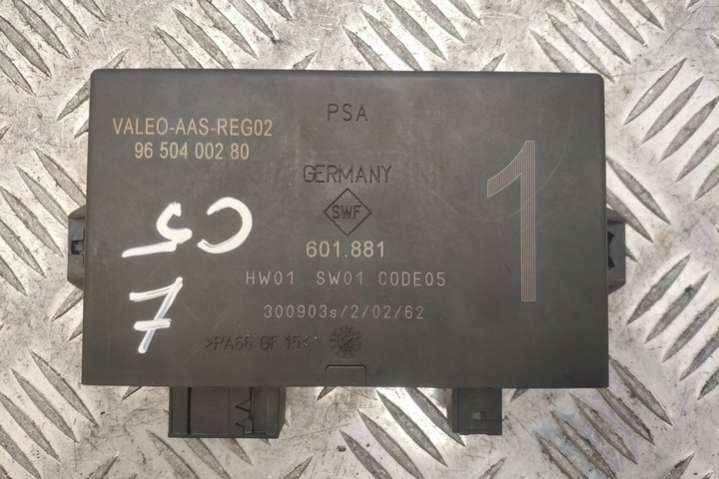 PSA
VALEO-AAS-REG02
96 504 002 80
GERMANY
SWF
601.881
HW01 SW01 CODE05
300903s/2/02/62
1
C5
7